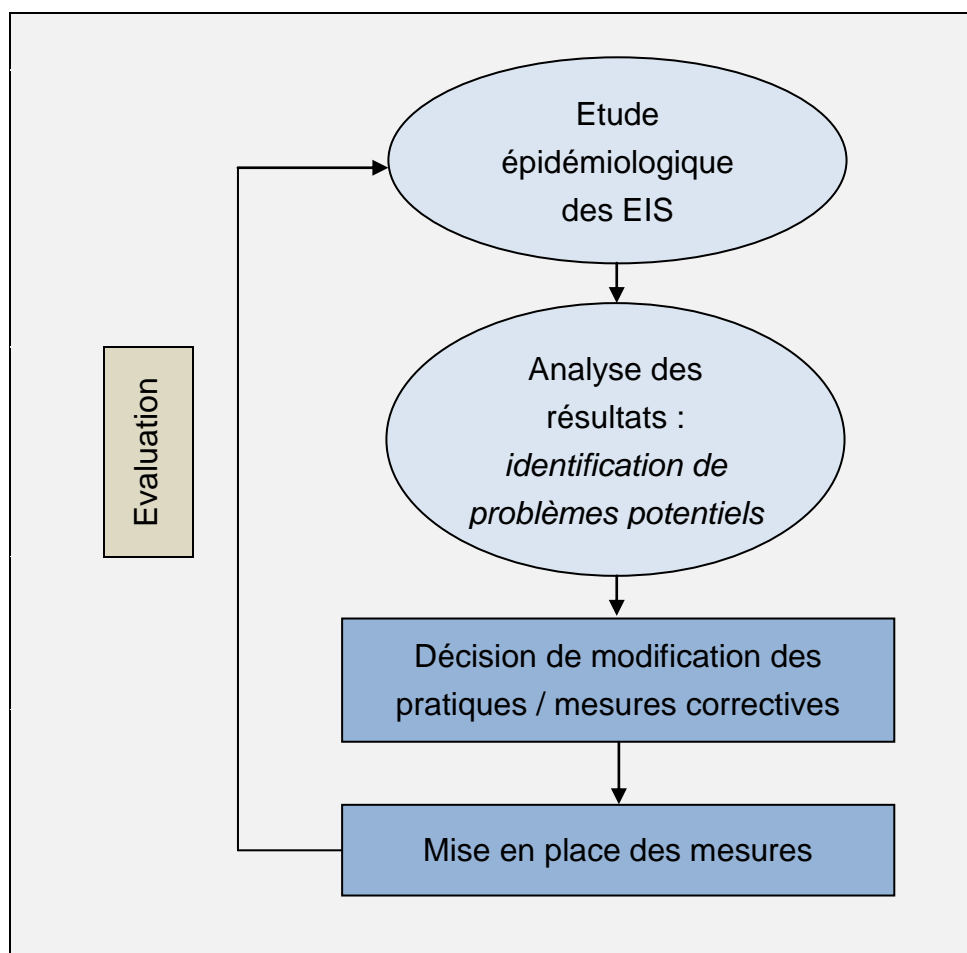 Etude
épidémiologique
des EIS
Analyse des
résultats :
identification de
problèmes potentiels
Evaluation
Décision de modification des
pratiques / mesures correctives
Mise en place des mesures